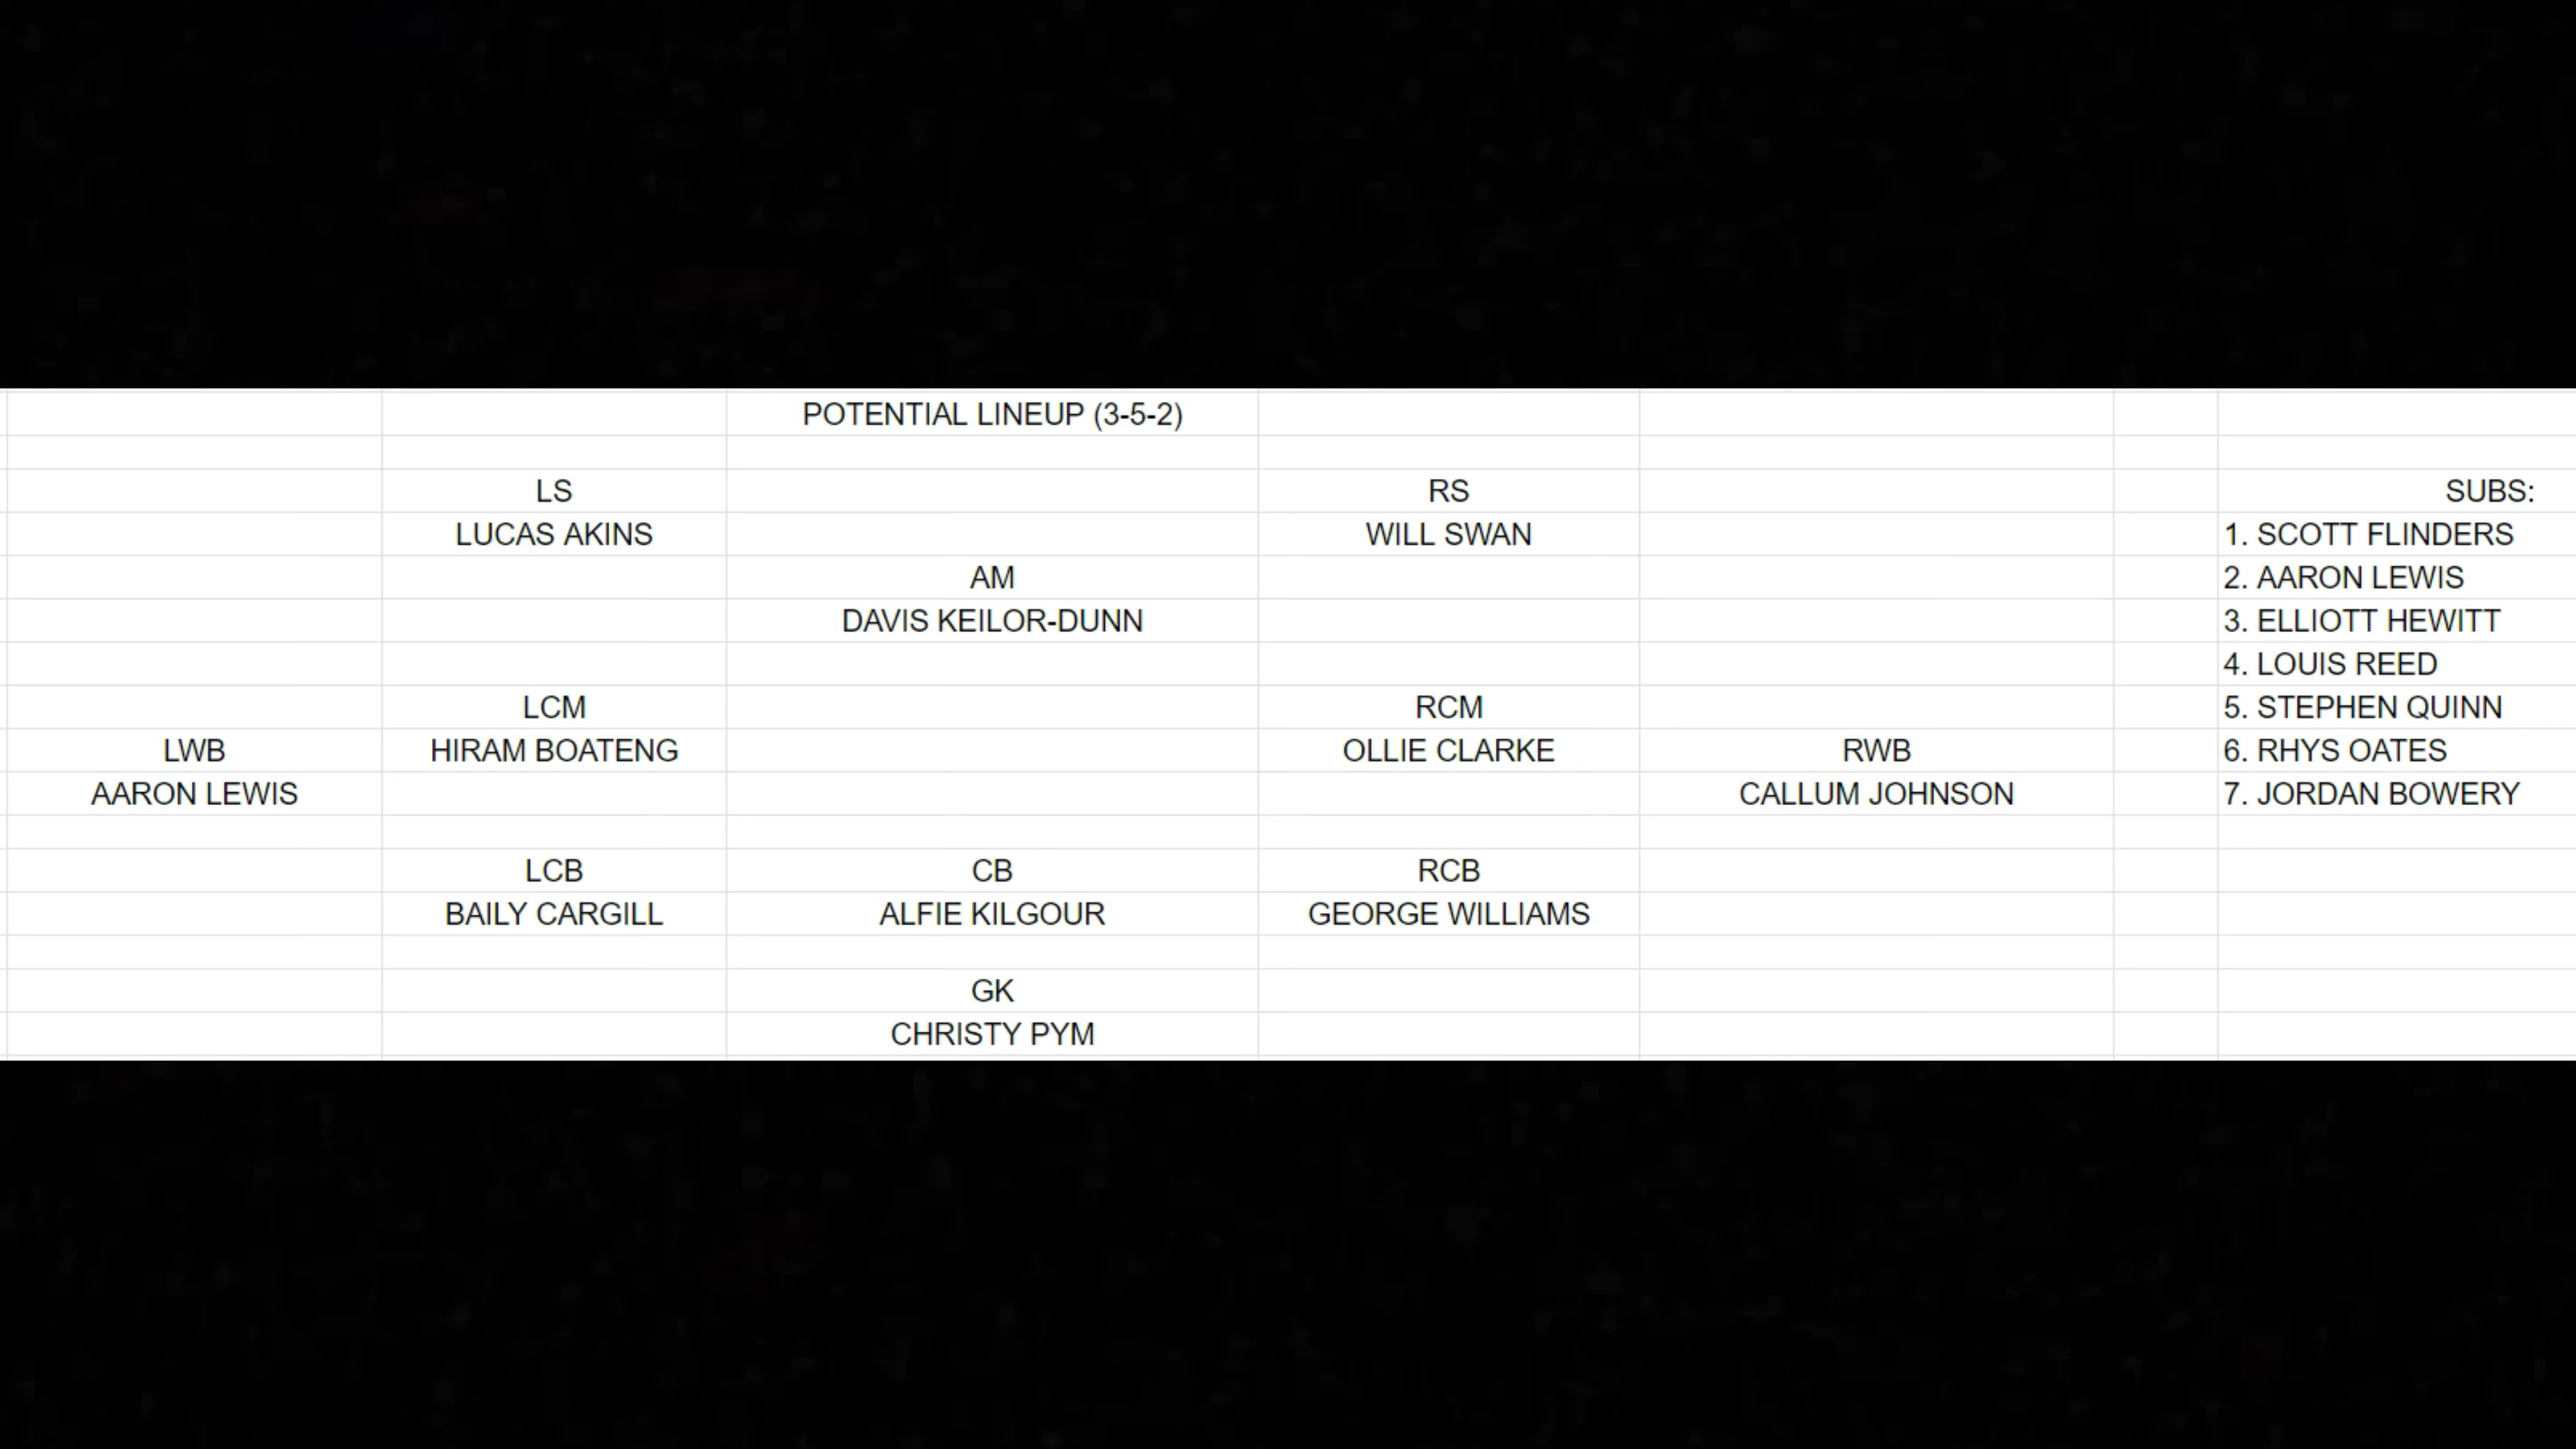 POTENTIAL LINEUP (3-5-2)
LS RS SUBS:
LUCAS AKINS WILL SWAN 1. SCOTT FLINDERS
AM 2. AARON LEWIS
DAVIS KEILOR-DUNN 3. ELLIOTT HEWITT
4. LOUIS REED
LCM RCM 5. STEPHEN QUINN
LWB HIRAM BOATENG OLLIE CLARKE RWB 6. RHYS OATES
AARON LEWIS CALLUM JOHNSON 7. JORDAN BOWERY
LCB CB RCB
BAILY CARGILL ALFIE KILGOUR GEORGE WILLIAMS
GK
CHRISTY PYM